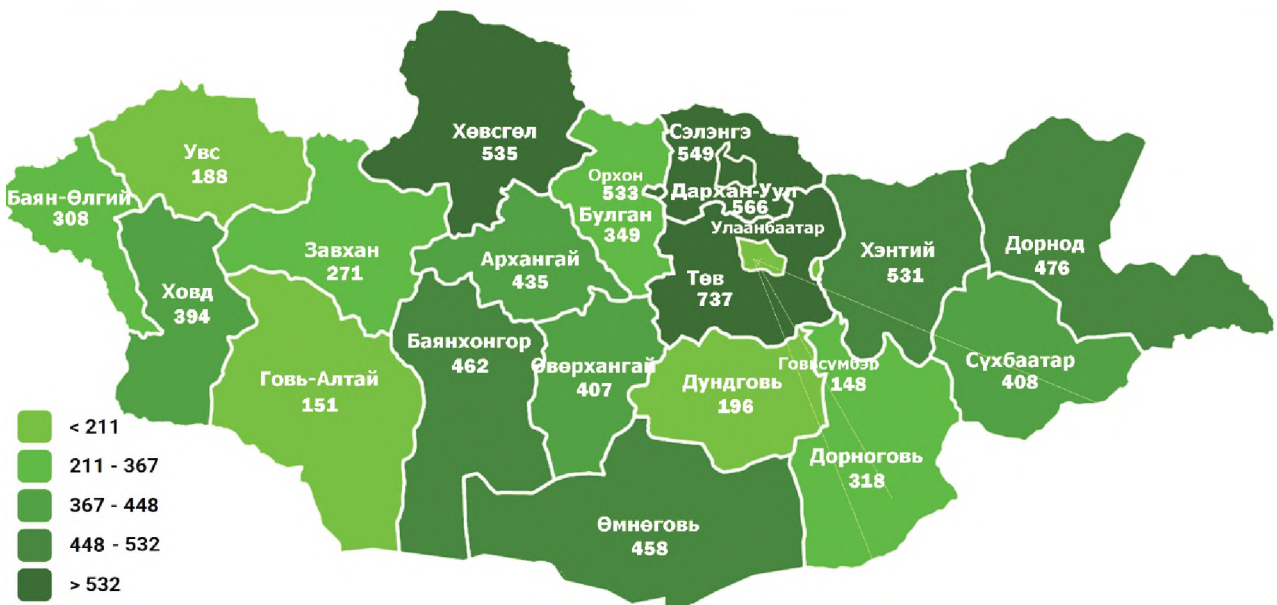 Хөвсгөл
535
Сэлэнгэ
549
Увс
188
Орхон
533
Дархан-Уул
566
Баян-Өлгий
308
Булган
349
Улаанбаатар
Завхан
271
Архангай
435
Хэнтий
531
Дорнод
476
Ховд
394
Төв
737
Баянхонгор
462
Өвөрхангай
407
Говь-Алтай
151
Дундговь
196
Говьсүмбэр
148
Сүхбаатар
408
Дорноговь
318
Өмнөговь
458
< 211
211 - 367
367 - 448
448 - 532
> 532